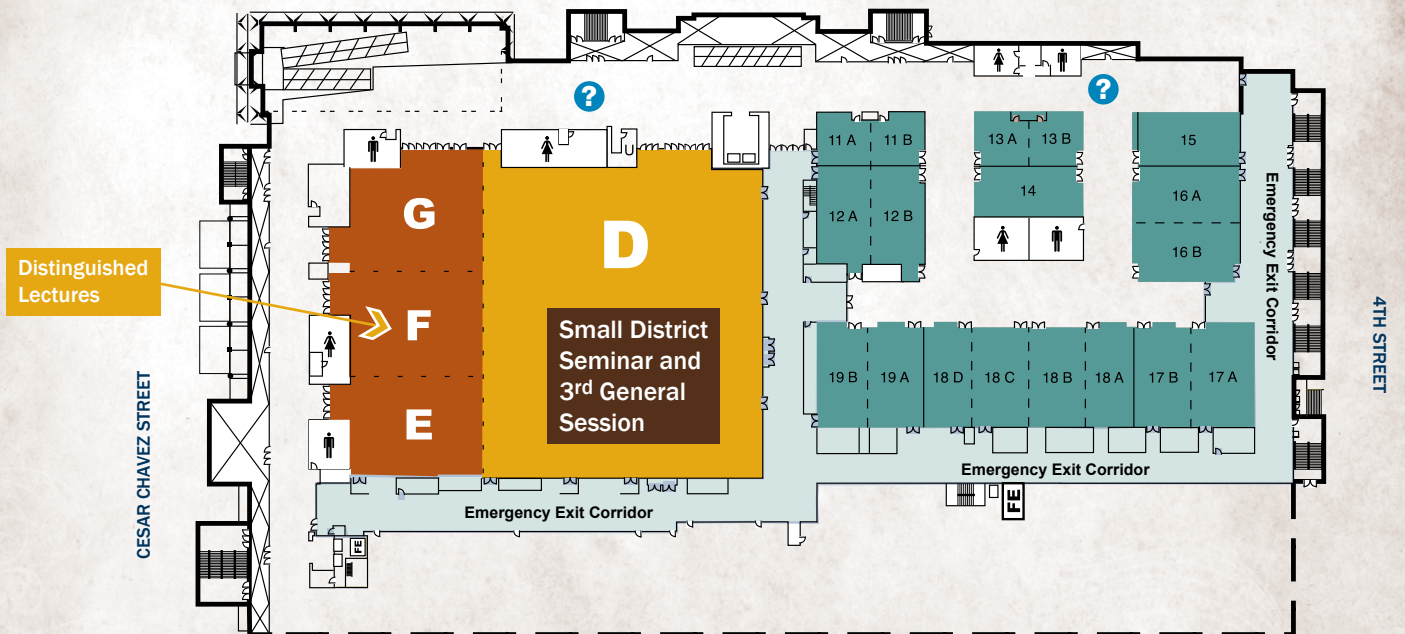 ?
?
11 A
11 B
13 A
13 B
15
14
16 A
12 A
12 B
16 B
G
D
F
E
Distinguished
Lectures
Small District
Seminar and
3rd General
Session
19 B
19 A
18 D
18 C
18 B
18 A
17 B
17 A
Emergency Exit Corridor
Emergency Exit Corridor
Emergency Exit Corridor
FE
FE
CESAR CHAVEZ STREET
4TH STREET